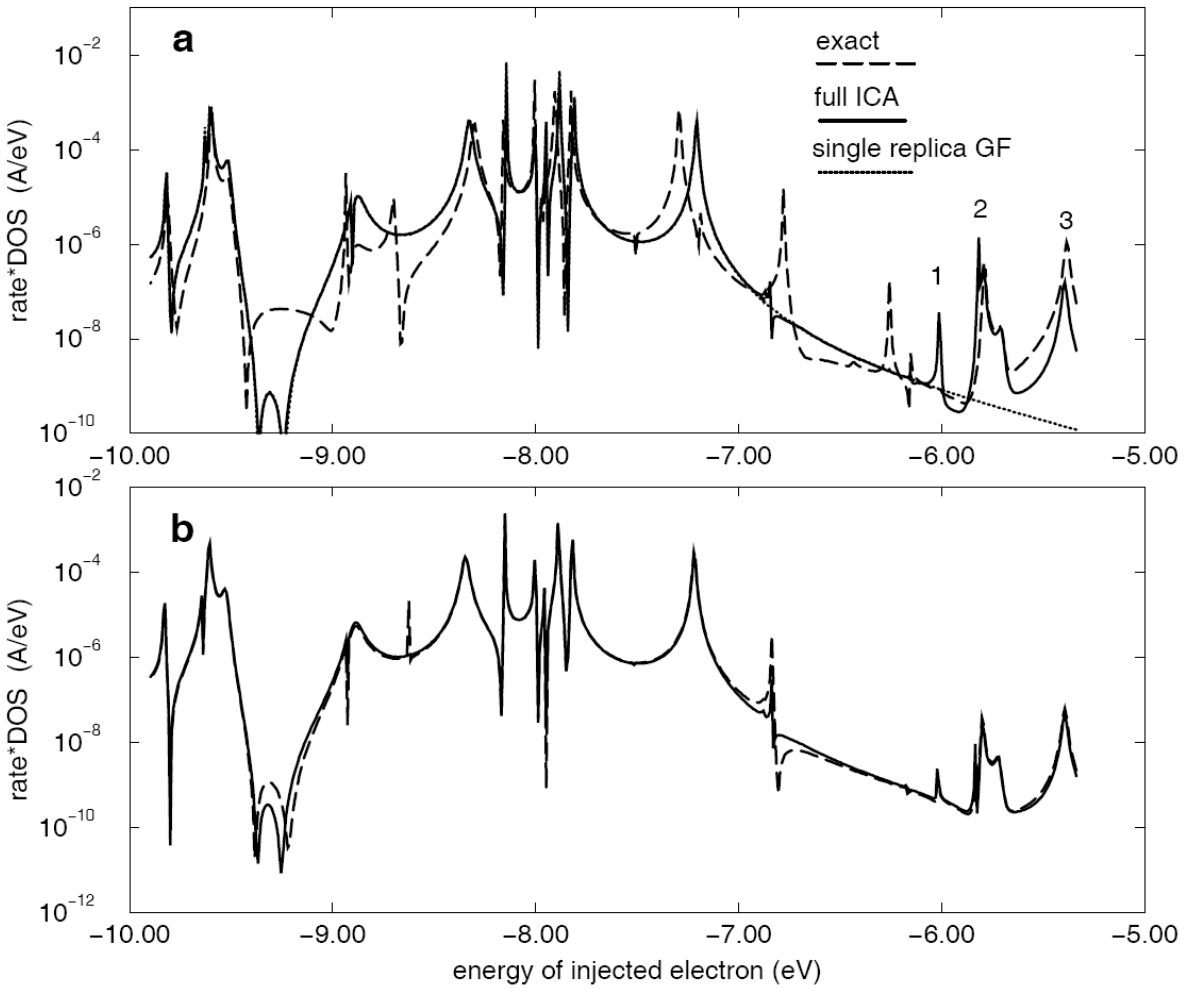 a
exact
full ICA
single replica GF
1
2
3
rate*DOS (A/eV)
10⁻²
10⁻⁴
10⁻⁶
10⁻⁸
10⁻¹⁰
−10.00 −9.00 −8.00 −7.00 −6.00 −5.00
b
rate*DOS (A/eV)
10⁻²
10⁻⁴
10⁻⁶
10⁻⁸
10⁻¹⁰
10⁻¹²
−10.00 −9.00 −8.00 −7.00 −6.00 −5.00
energy of injected electron (eV)